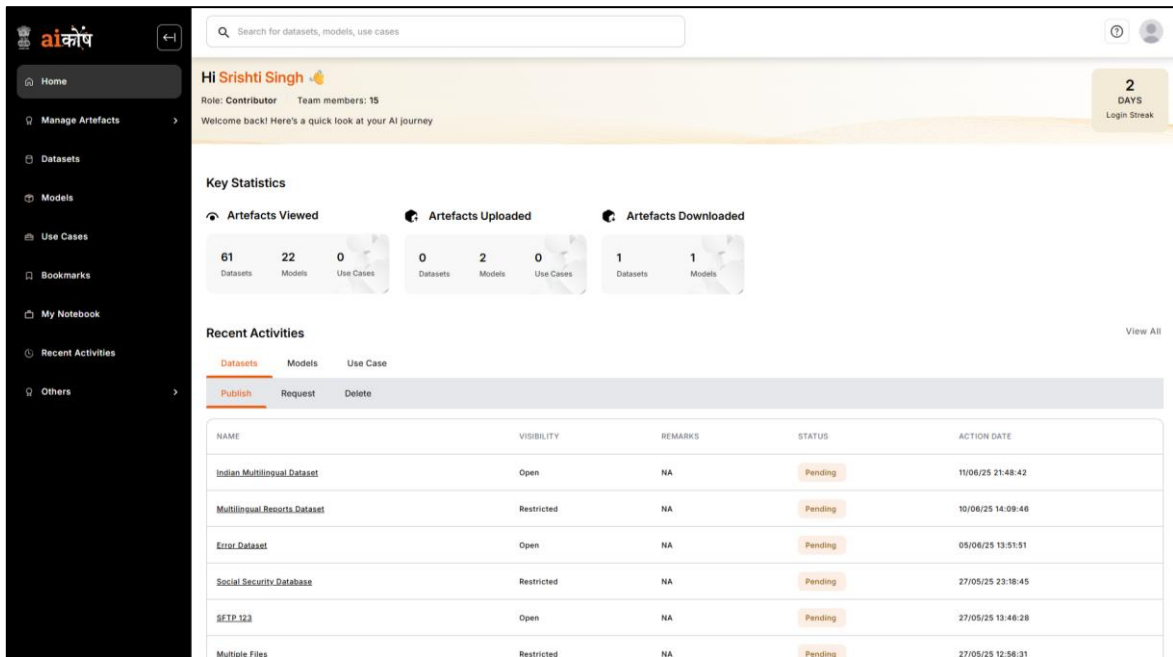 aiकोष
Search for datasets, models, use cases
Home
Manage Artefacts
Datasets
Models
Use Cases
Bookmarks
My Notebook
Recent Activities
Others
Hi Srishti Singh
Role: Contributor Team members: 15
Welcome back! Here's a quick look at your AI journey
2
DAYS
Login Streak
Key Statistics
Artefacts Viewed
61 22 0
Datasets Models Use Cases
Artefacts Uploaded
0 2 0
Datasets Models Use Cases
Artefacts Downloaded
1 1
Datasets Models
Recent Activities View All
Datasets Models Use Case
Publish Request Delete
NAME VISIBILITY REMARKS STATUS ACTION DATE
Indian Multilingual Dataset Open NA Pending 11/06/25 21:48:42
Multilingual Reports Dataset Restricted NA Pending 10/06/25 14:09:46
Error Dataset Open NA Pending 05/06/25 13:51:51
Social Security Database Restricted NA Pending 27/05/25 23:18:45
SFTP 123 Open NA Pending 27/05/25 13:46:28
Multiple Files Restricted NA Pending 27/05/25 12:56:31